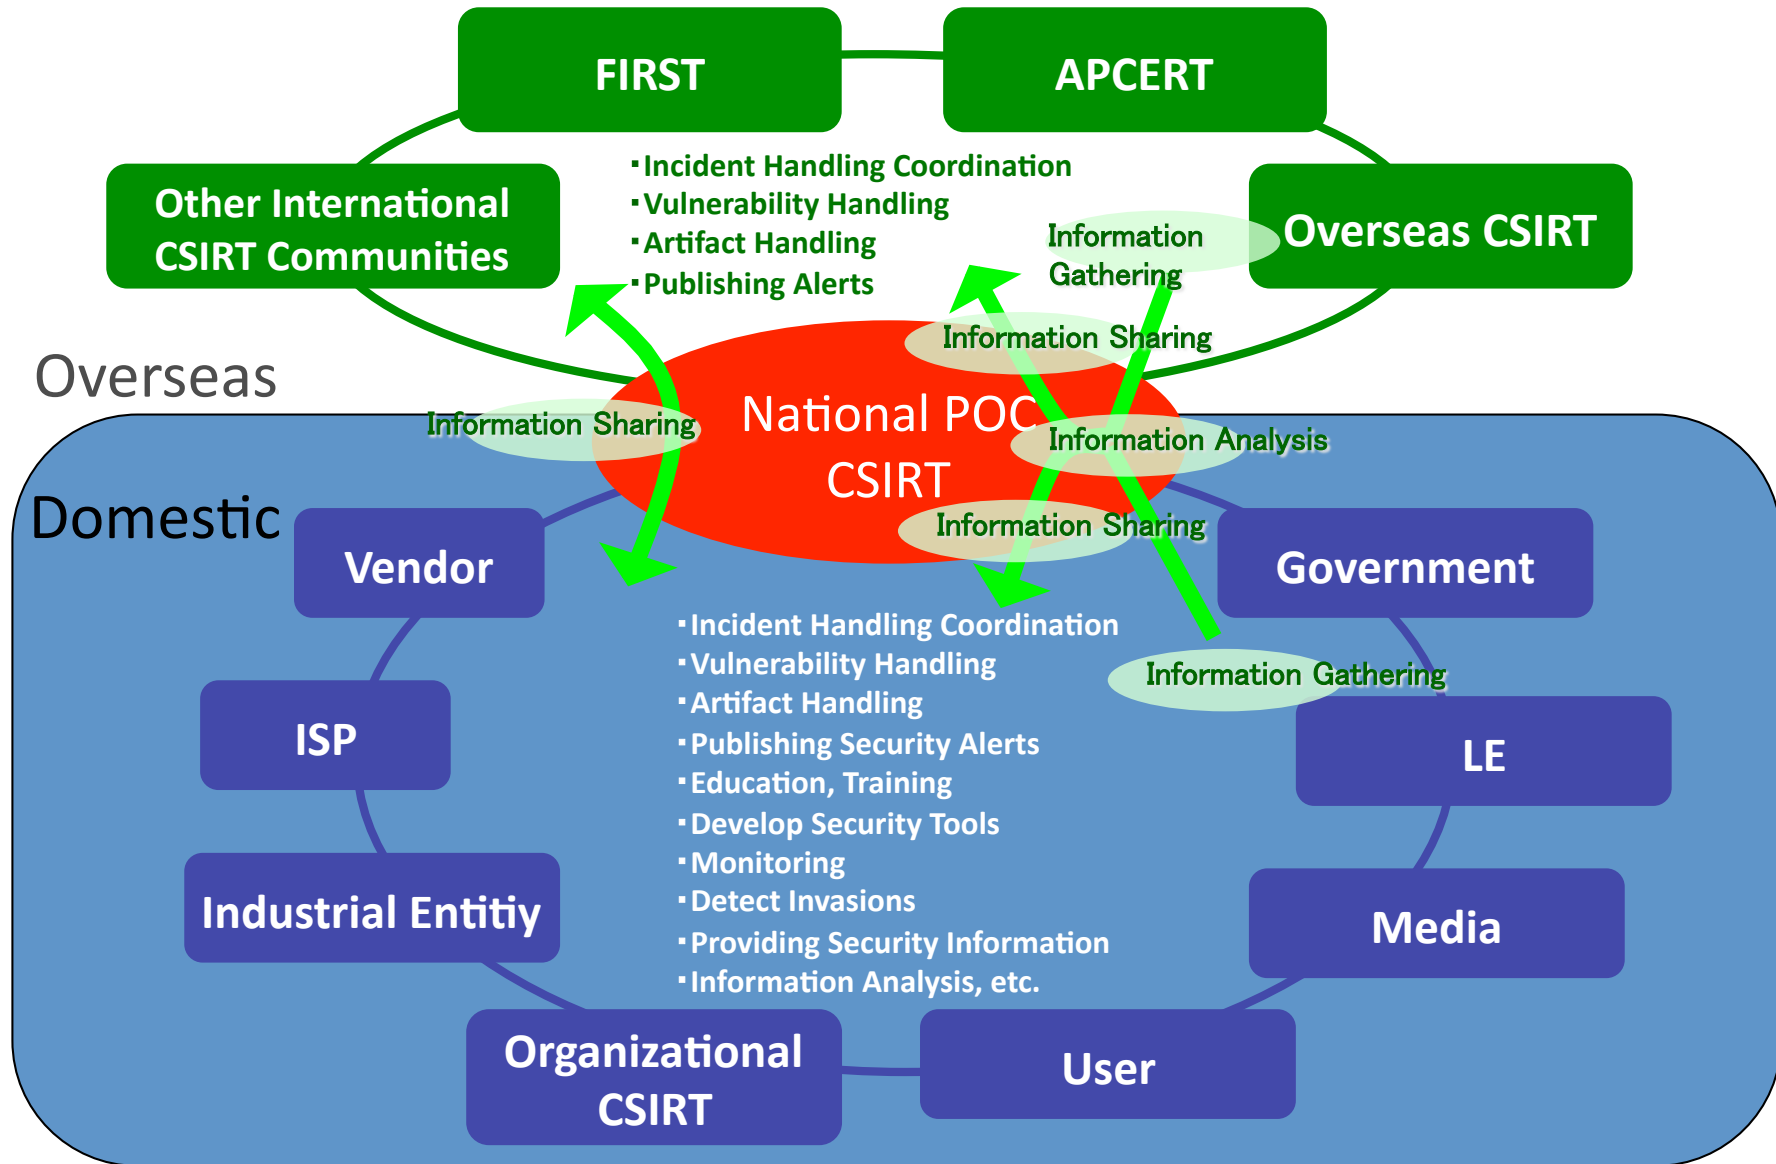 FIRST
APCERT
Other International
CSIRT Communities
Overseas CSIRT
･Incident Handling Coordination
･Vulnerability Handling
･Artifact Handling
･Publishing Alerts
Information
Gathering
Information Sharing
Overseas
National POC
CSIRT
Information Sharing
Information Analysis
Information Sharing
Domestic
Vendor
Government
･Incident Handling Coordination
･Vulnerability Handling
･Artifact Handling
･Publishing Security Alerts
･Education, Training
･Develop Security Tools
･Monitoring
･Detect Invasions
･Providing Security Information
･Information Analysis, etc.
Information Gathering
ISP
LE
Industrial Entitiy
Media
Organizational
CSIRT
User